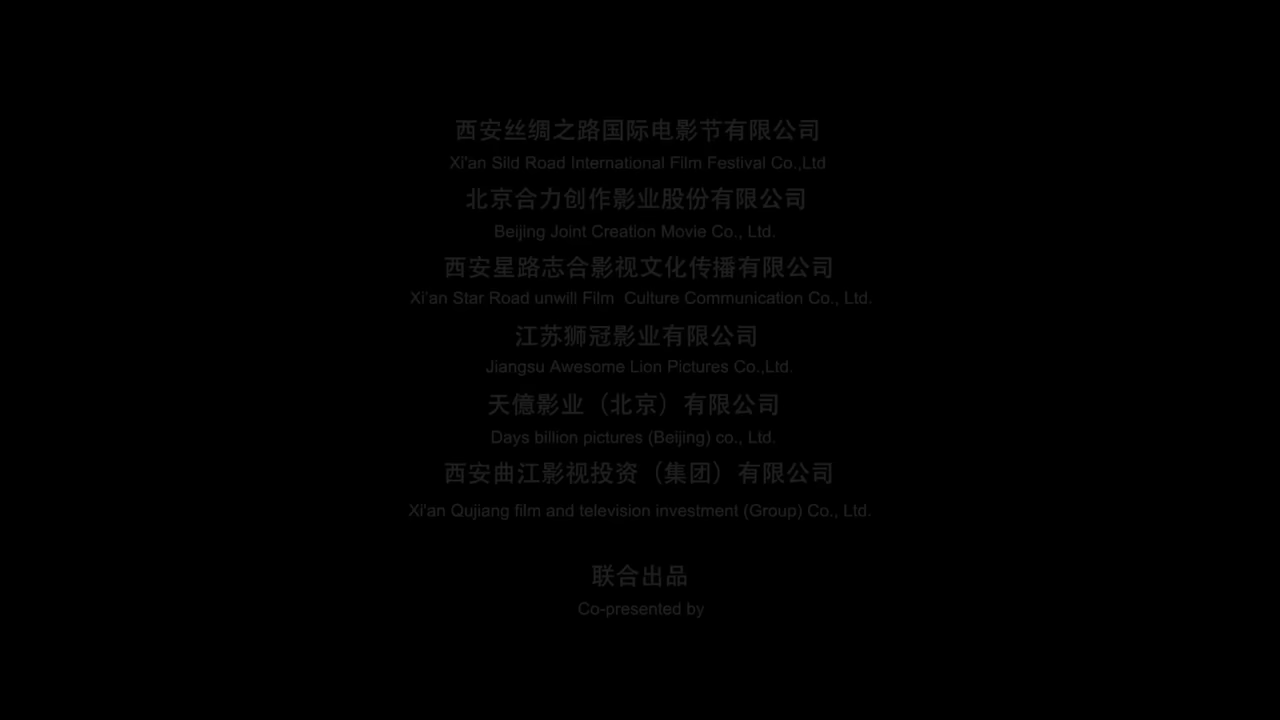 西安丝绸之路国际电影节有限公司
Xi'an Sild Road International Film Festival Co.,Ltd
北京合力创作影业股份有限公司
Beijing Joint Creation Movie Co., Ltd.
西安星路志合影视文化传播有限公司
Xi'an Star Road unwill Film  Culture Communication Co., Ltd.
江苏狮冠影业有限公司
Jiangsu Awesome Lion Pictures Co.,Ltd.
天億影业（北京）有限公司
Days billion pictures (Beijing) co., Ltd.
西安曲江影视投资（集团）有限公司
Xi'an Qujiang film and television investment (Group) Co., Ltd.
联合出品
Co-presented by